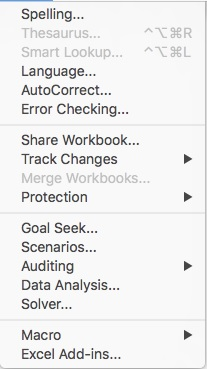 Spelling...
Thesaurus... ^⌥⌘R
Smart Lookup... ^⌥⌘L
Language...
AutoCorrect...
Error Checking...
Share Workbook...
Track Changes ▶
Merge Workbooks...
Protection ▶
Goal Seek...
Scenarios...
Auditing ▶
Data Analysis...
Solver...
Macro ▶
Excel Add-ins...